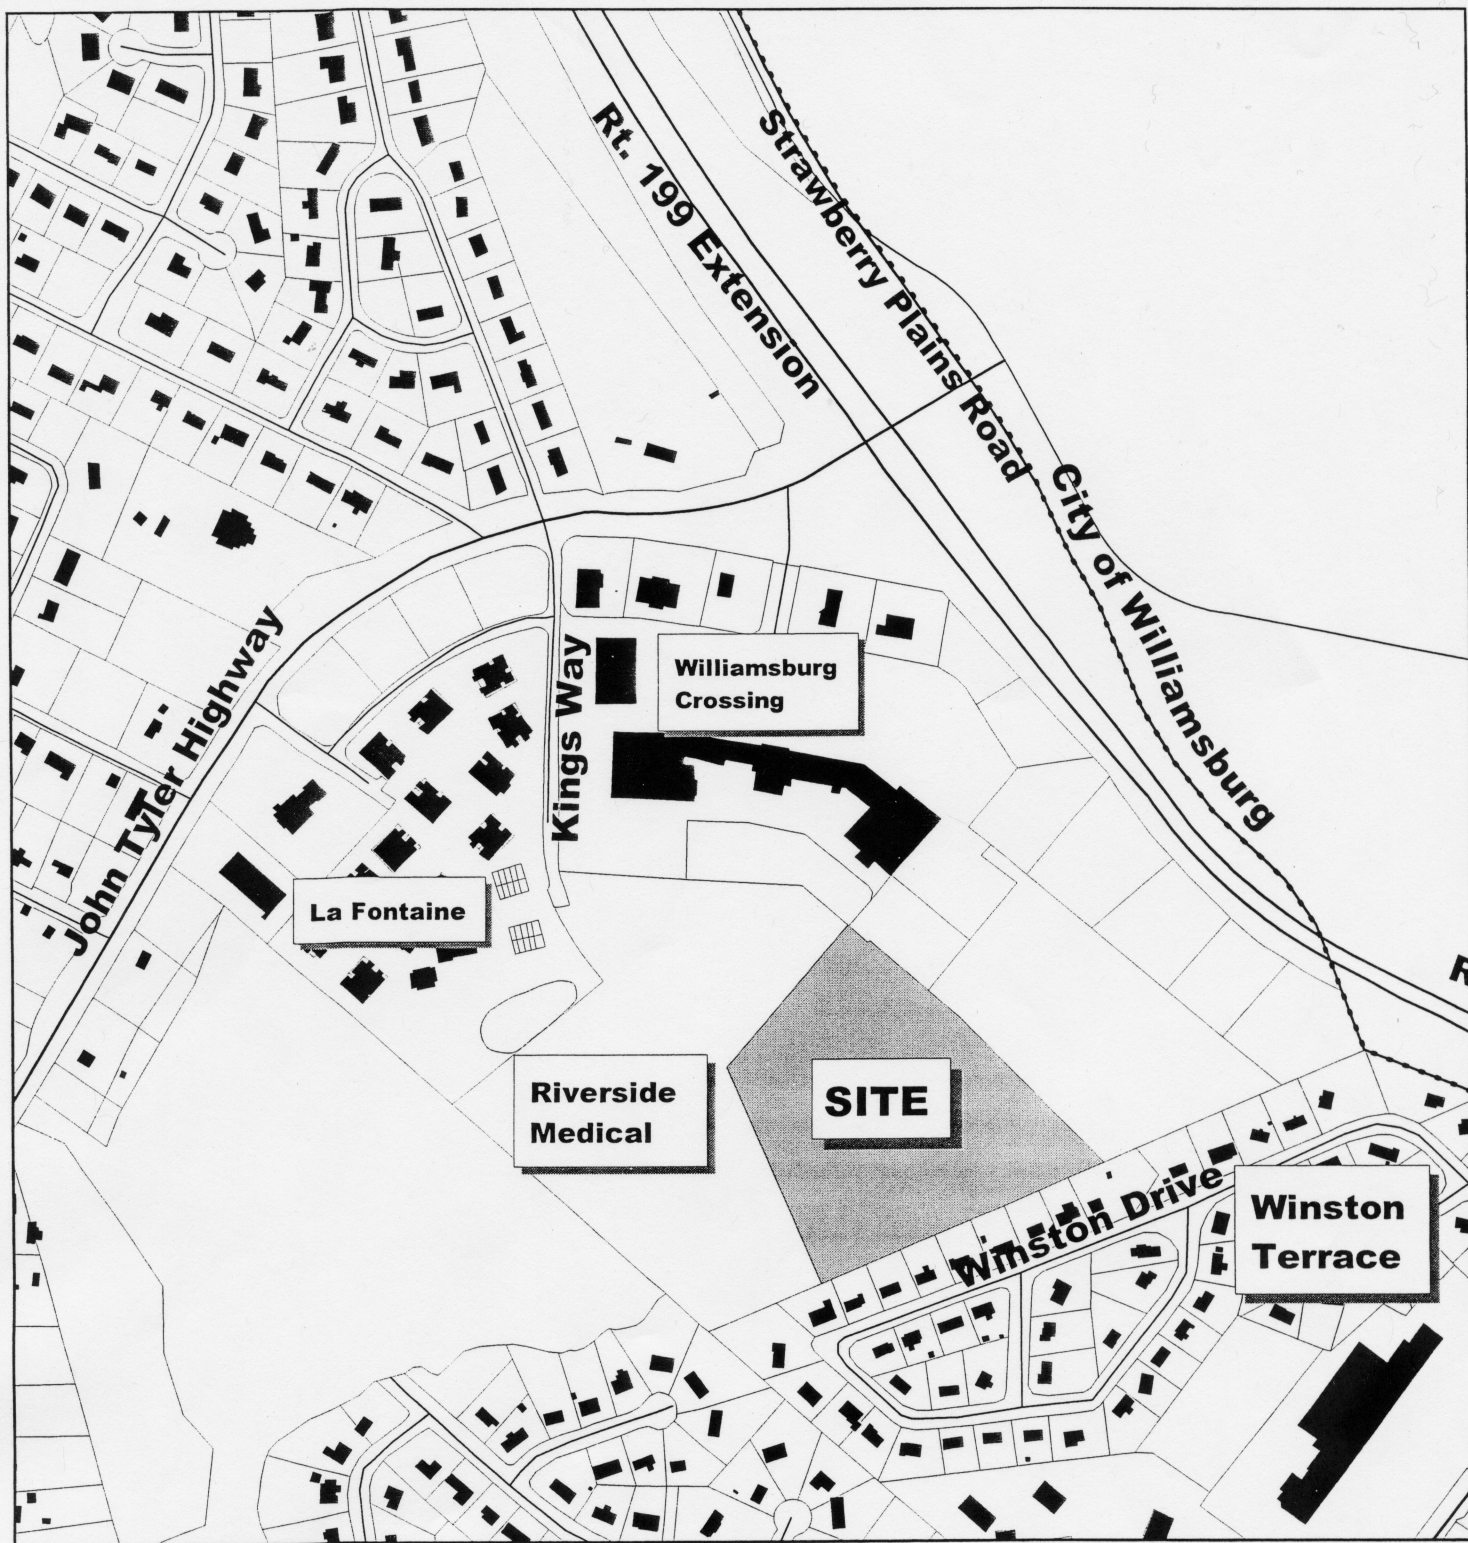 Rt. 199 Extension
Strawberry Plains Road
City of Williamsburg
John Tyler Highway
Kings Way
Williamsburg
Crossing
La Fontaine
R
Riverside
Medical
SITE
Winston Drive
Winston
Terrace